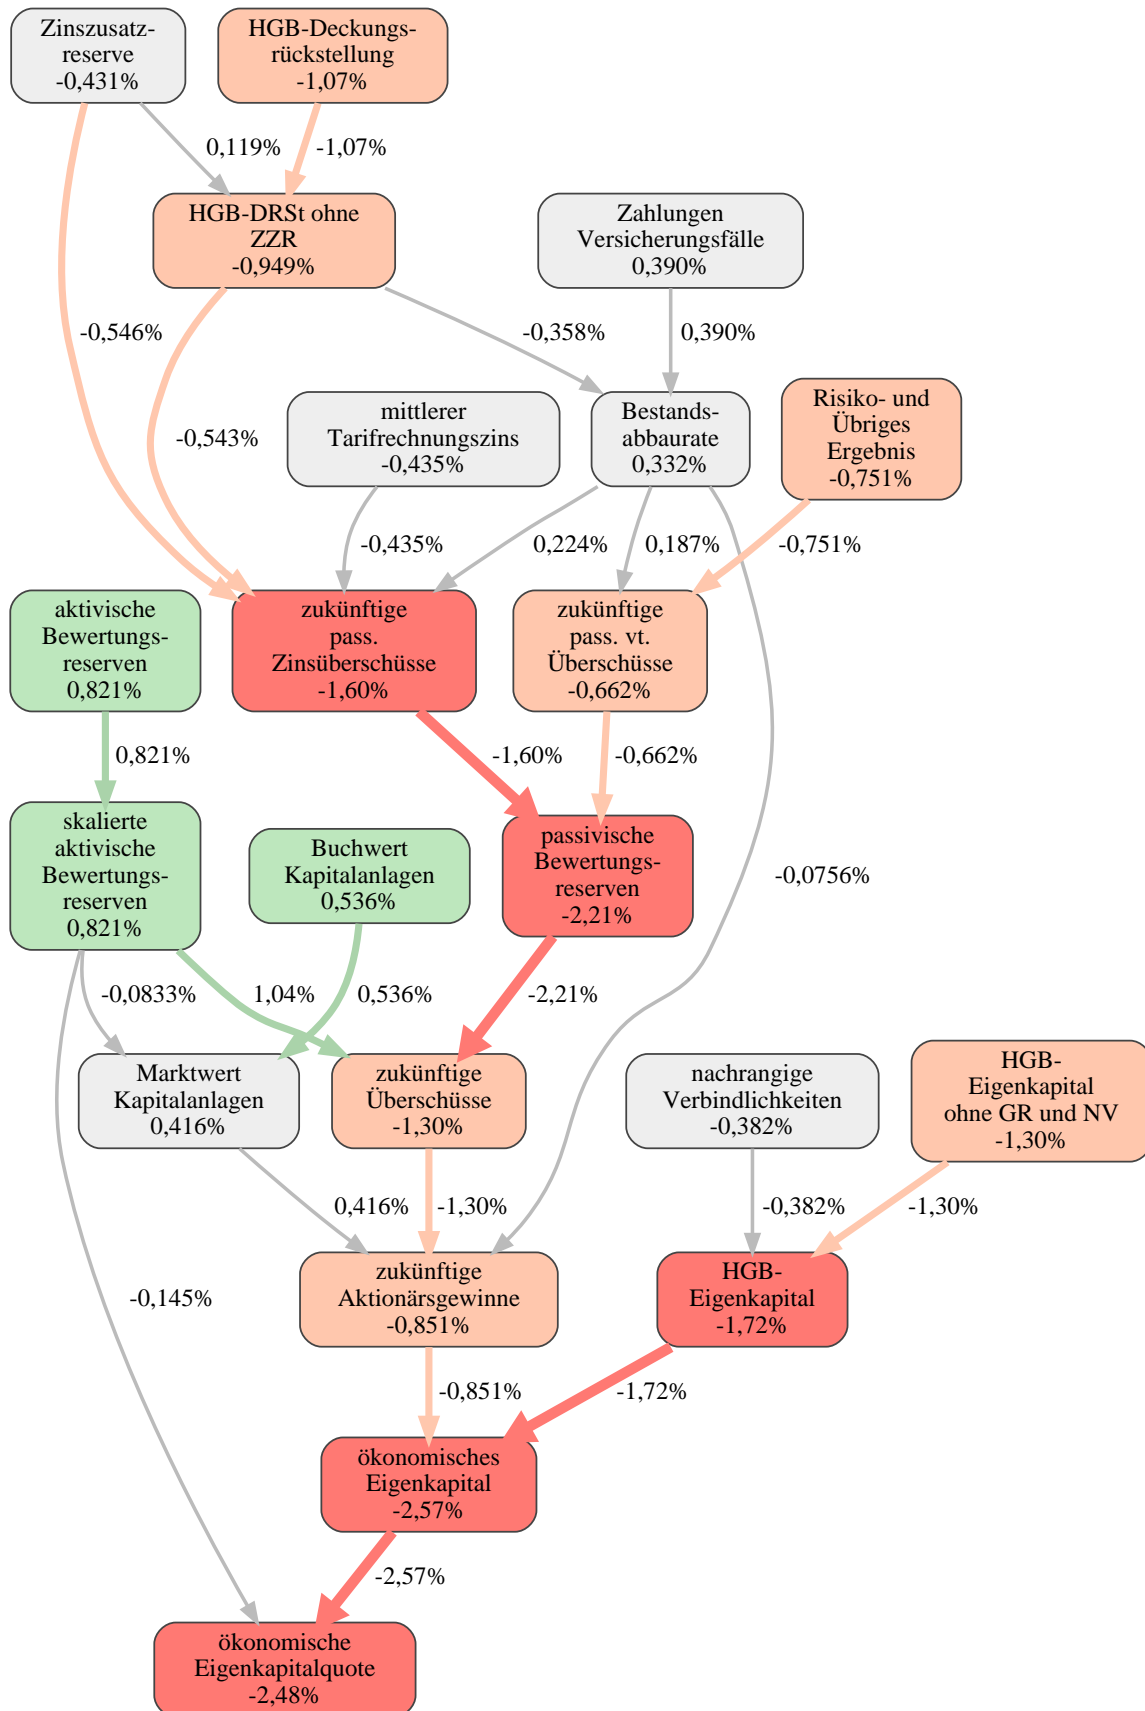 Zinszusatz-
reserve
-0,431%
HGB-Deckungs-
rückstellung
-1,07%
0,119%
-1,07%
HGB-DRSt ohne
ZZR
-0,949%
Zahlungen
Versicherungsfälle
0,390%
-0,546%
-0,358%
0,390%
mittlerer
Tarifrechnungszins
-0,435%
Bestands-
abbaurate
0,332%
Risiko- und
Übriges
Ergebnis
-0,751%
-0,543%
-0,435%
0,224%
0,187%
-0,751%
aktivische
Bewertungs-
reserven
0,821%
zukünftige
pass.
Zinsüberschüsse
-1,60%
zukünftige
pass. vt.
Überschüsse
-0,662%
0,821%
-1,60%
-0,662%
skalierte
aktivische
Bewertungs-
reserven
0,821%
Buchwert
Kapitalanlagen
0,536%
passivische
Bewertungs-
reserven
-2,21%
-0,0756%
-0,0833%
1,04%
0,536%
-2,21%
Marktwert
Kapitalanlagen
0,416%
zukünftige
Überschüsse
-1,30%
nachrangige
Verbindlichkeiten
-0,382%
HGB-
Eigenkapital
ohne GR und NV
-1,30%
0,416%
-1,30%
-0,382%
-1,30%
-0,145%
zukünftige
Aktionärsgewinne
-0,851%
HGB-
Eigenkapital
-1,72%
-0,851%
-1,72%
ökonomisches
Eigenkapital
-2,57%
-2,57%
ökonomische
Eigenkapitalquote
-2,48%